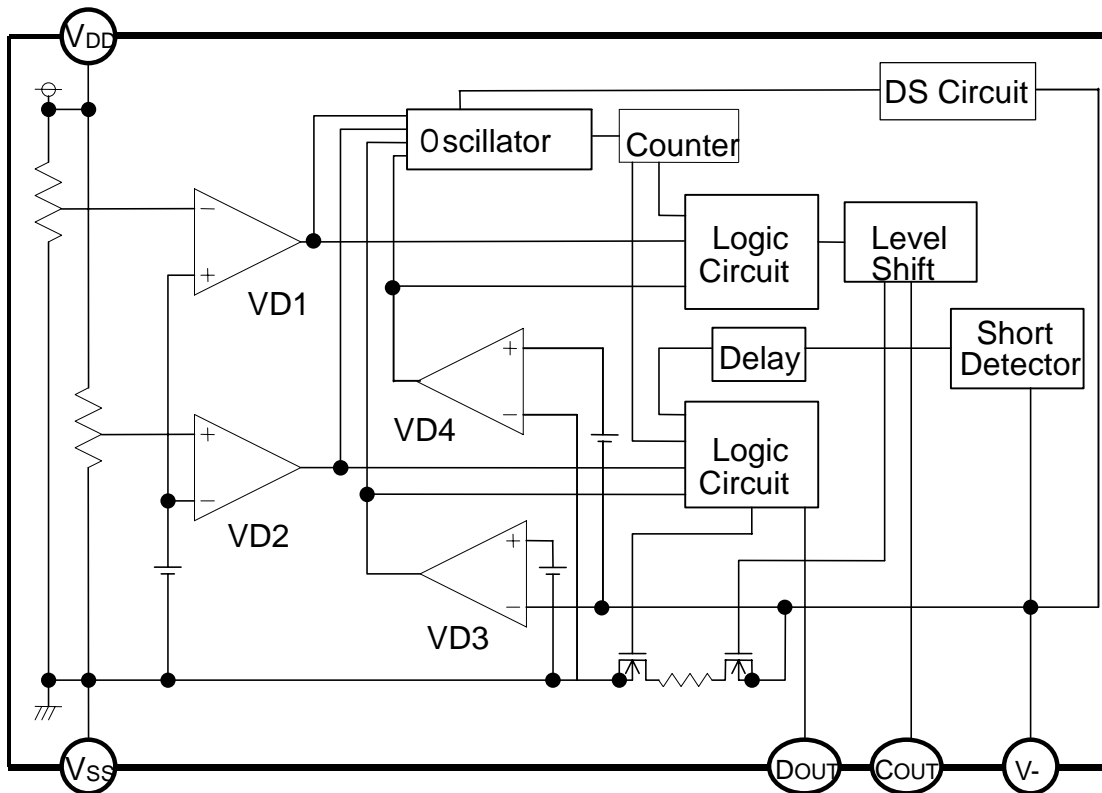 VDD
DS Circuit
Oscillator
Counter
Logic
Circuit
Level
Shift
VD1
Short
Detector
Delay
VD4
Logic
Circuit
VD2
VD3
VSS
DOUT
COUT
V-